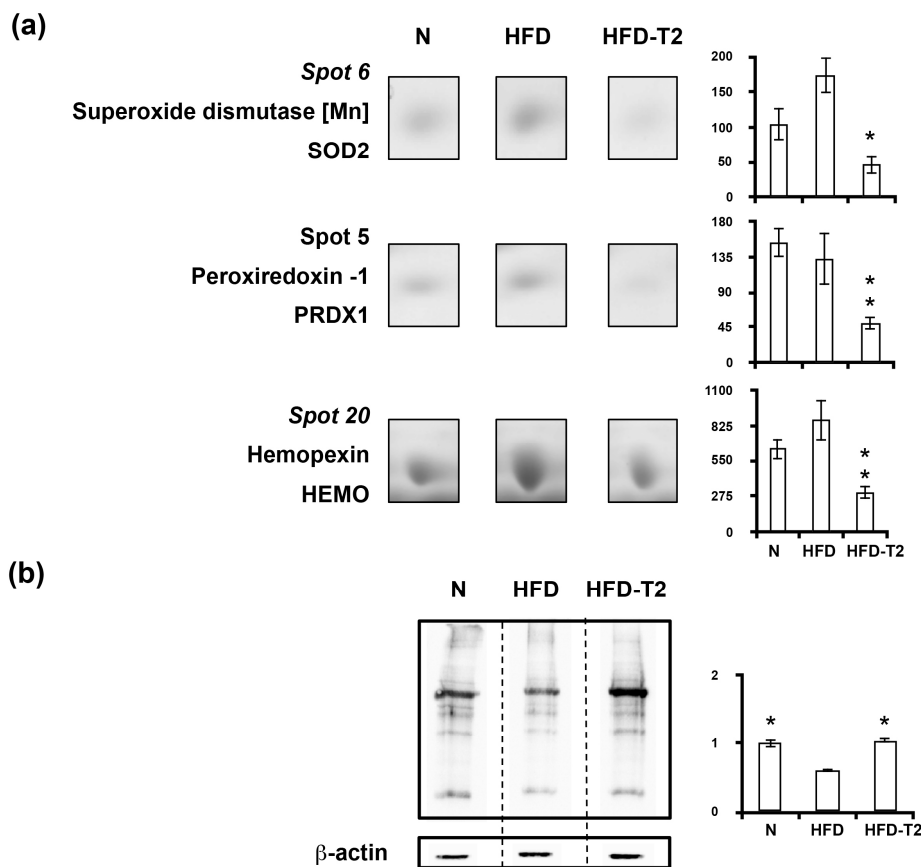 (a)
N HFD HFD-T2
Spot 6
Superoxide dismutase [Mn]
SOD2
200
150
100
50
0
*
Spot 5
Peroxiredoxin -1
PRDX1
180
135
90
45
0
*
*
Spot 20
Hemopexin
HEMO
1100
825
550
275
0
*
*
N HFD HFD-T2
(b)
N HFD HFD-T2
β-actin
2
1
0
* *
N HFD HFD-T2